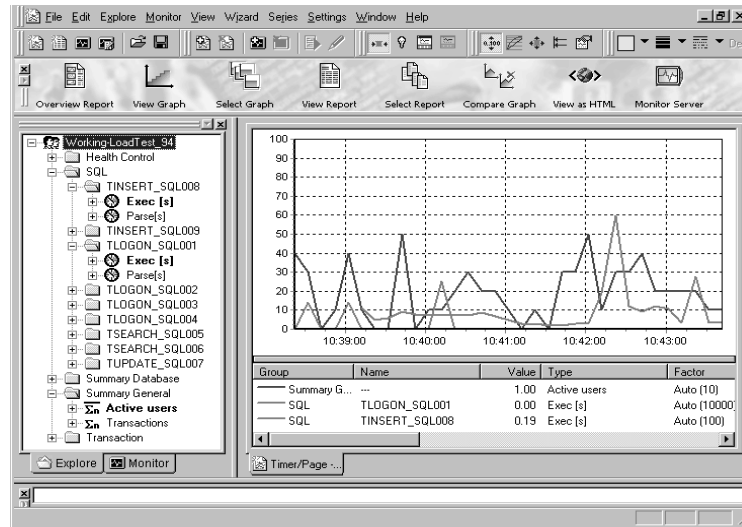 File Edit Explore Monitor View Wizard Series Settings Window Help
Overview Report View Graph Select Graph View Report Select Report Compare Graph View as HTML Monitor Server
Working-LoadTest_94
Health Control
SQL
TINSERT_SQL008
Exec [s]
Parse[s]
TINSERT_SQL009
TLOGON_SQL001
Exec [s]
Parse[s]
TLOGON_SQL002
TLOGON_SQL003
TLOGON_SQL004
TSEARCH_SQL005
TSEARCH_SQL006
TUPDATE_SQL007
Summary Database
Summary General
Σn Active users
Σn Transactions
Transaction
Explore Monitor
100
90
80
70
60
50
40
30
20
10
0
10:39:00 10:40:00 10:41:00 10:42:00 10:43:00
Group Name Value Type Factor
Summary G... --- 1.00 Active users Auto (10)
SQL TLOGON_SQL001 0.00 Exec [s] Auto (10000)
SQL TINSERT_SQL008 0.19 Exec [s] Auto (100)
Timer/Page -...